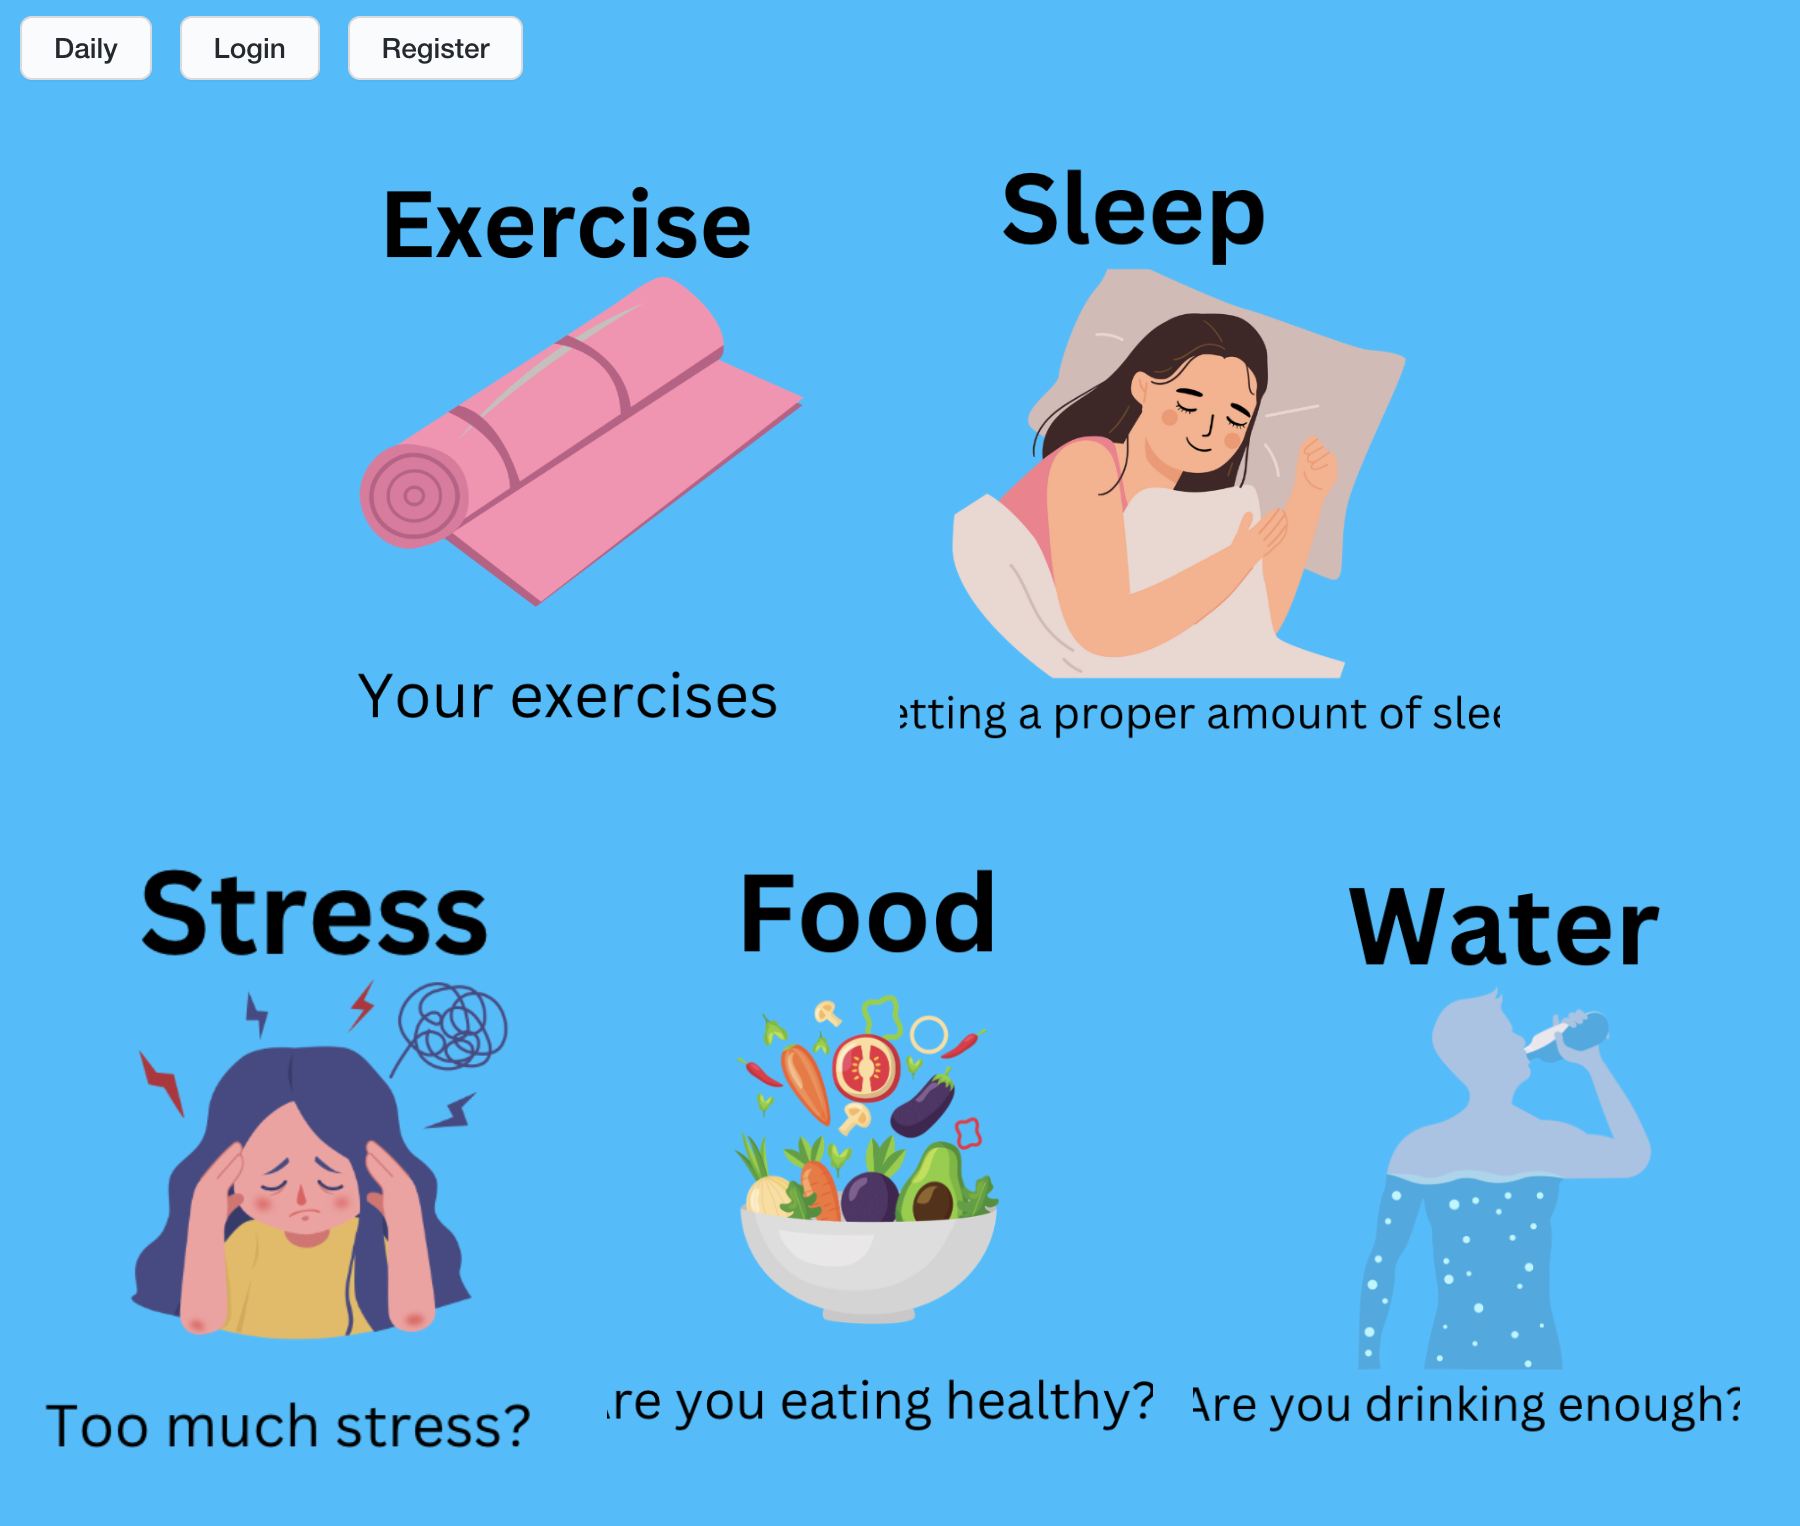 Daily
Login
Register
Exercise
Sleep
Your exercises
etting a proper amount of slee
Stress
Food
Water
Too much stress?
re you eating healthy?
Are you drinking enough?